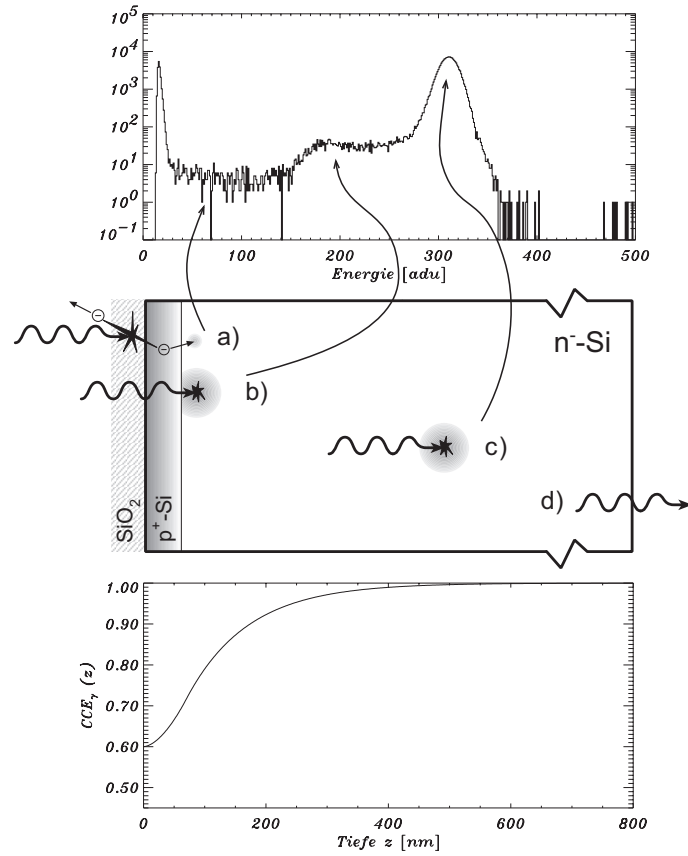 10^5
10^4
10^3
10^2
10^1
10^0
10^-1
0 100 200 300 400 500
Energie [adu]
a)
b)
c)
d)
n^- -Si
SiO_2
p^+ -Si
1.00
0.90
0.80
0.70
0.60
0.50
CCE_γ (z)
0 200 400 600 800
Tiefe z [nm]